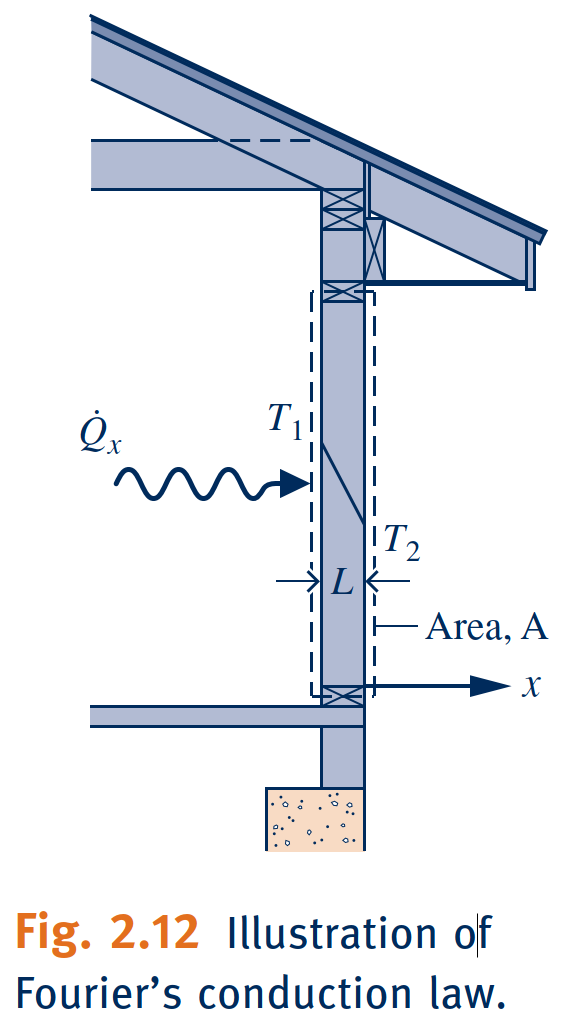 Q̇x
T1
T2
L
Area, A
x
Fig. 2.12 Illustration of
Fourier's conduction law.